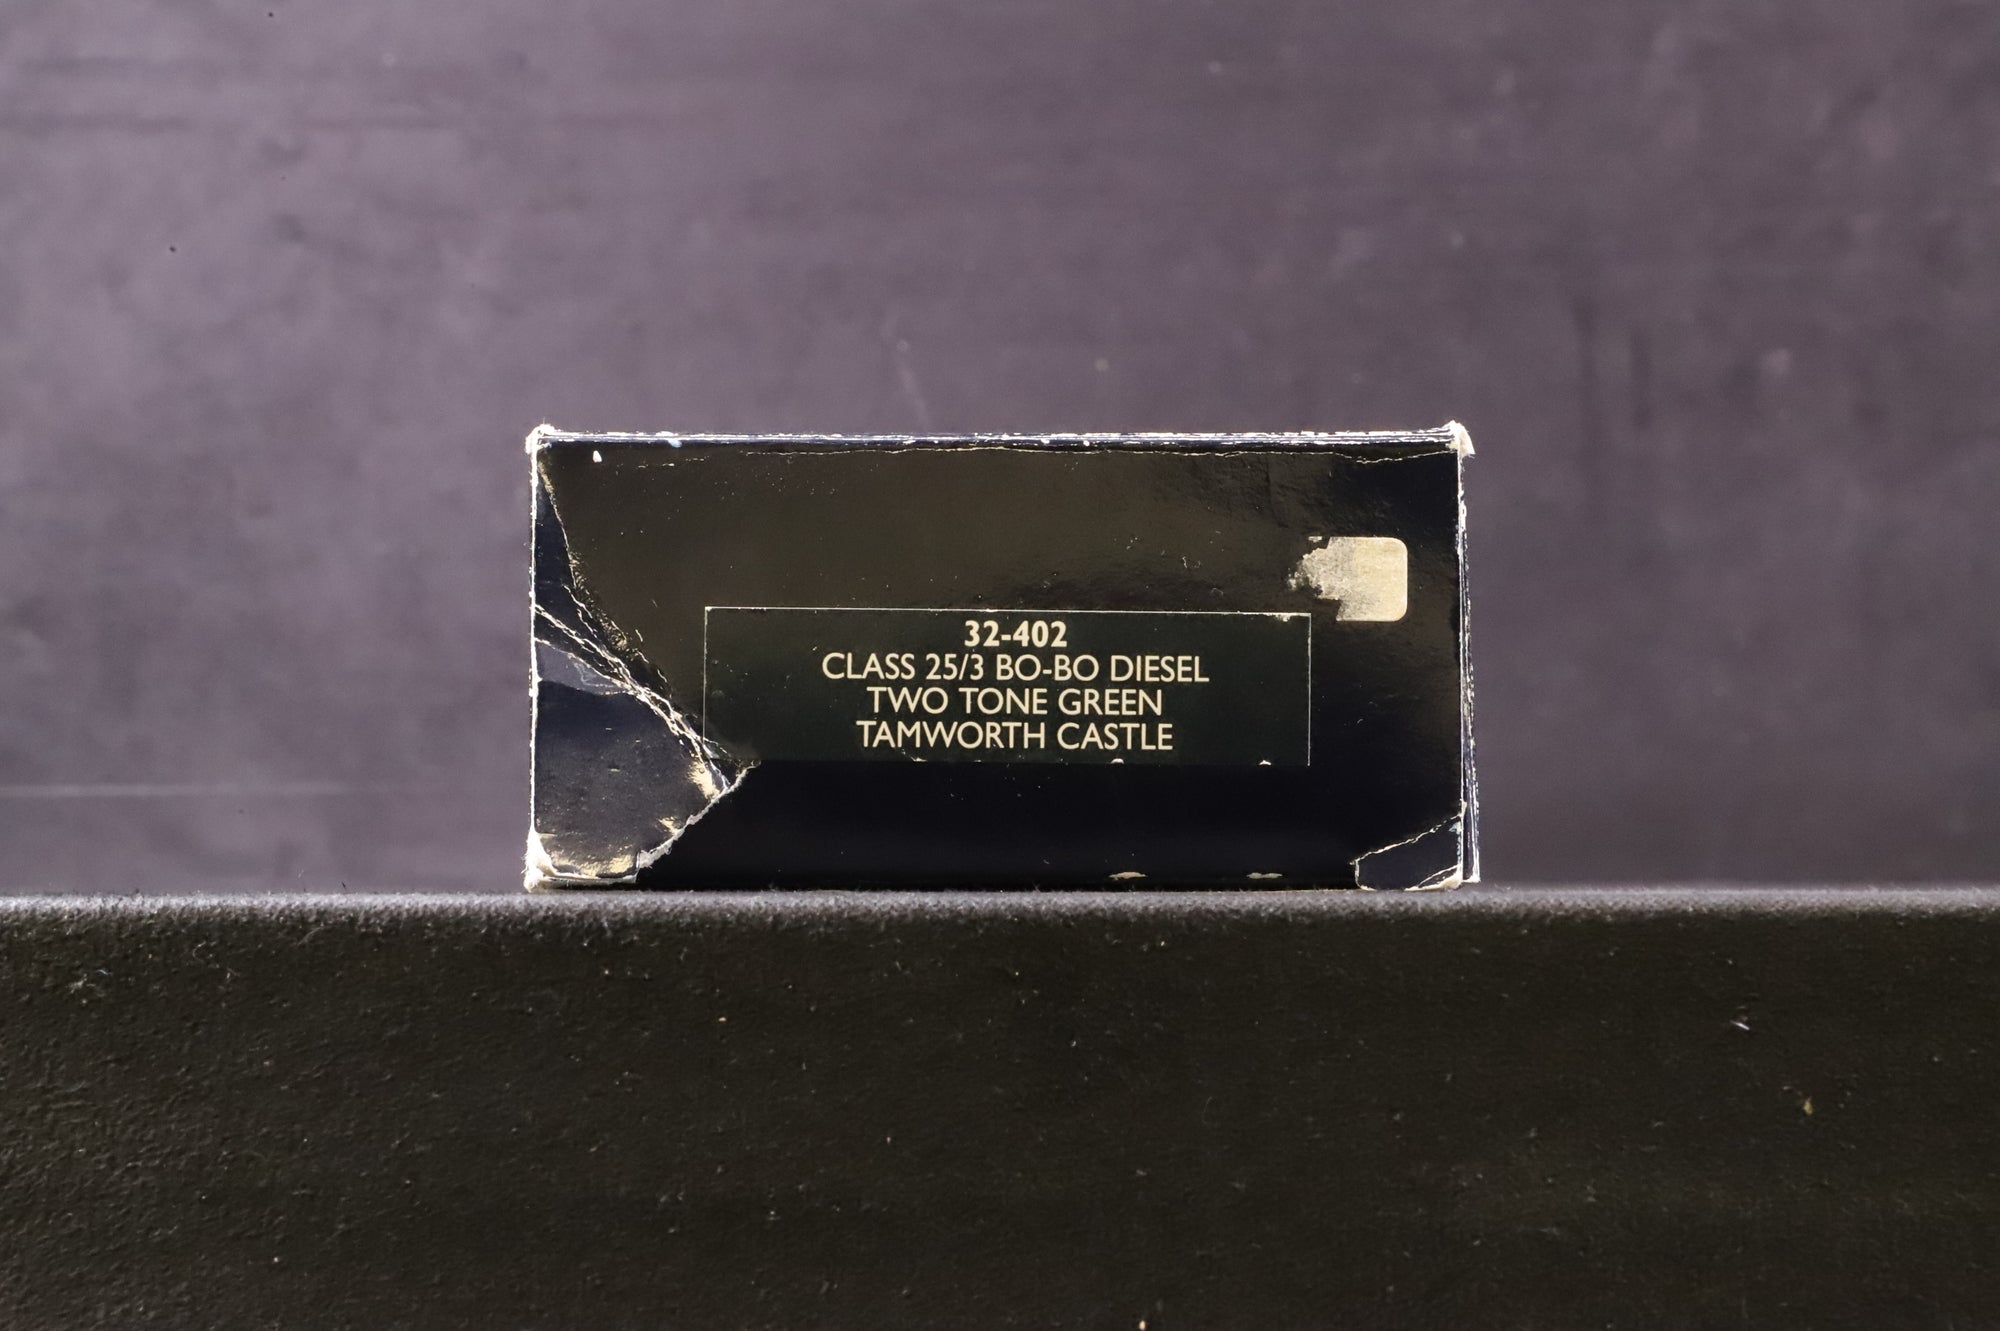 32-402
CLASS 25/3 BO-BO DIESEL
TWO TONE GREEN
TAMWORTH CASTLE